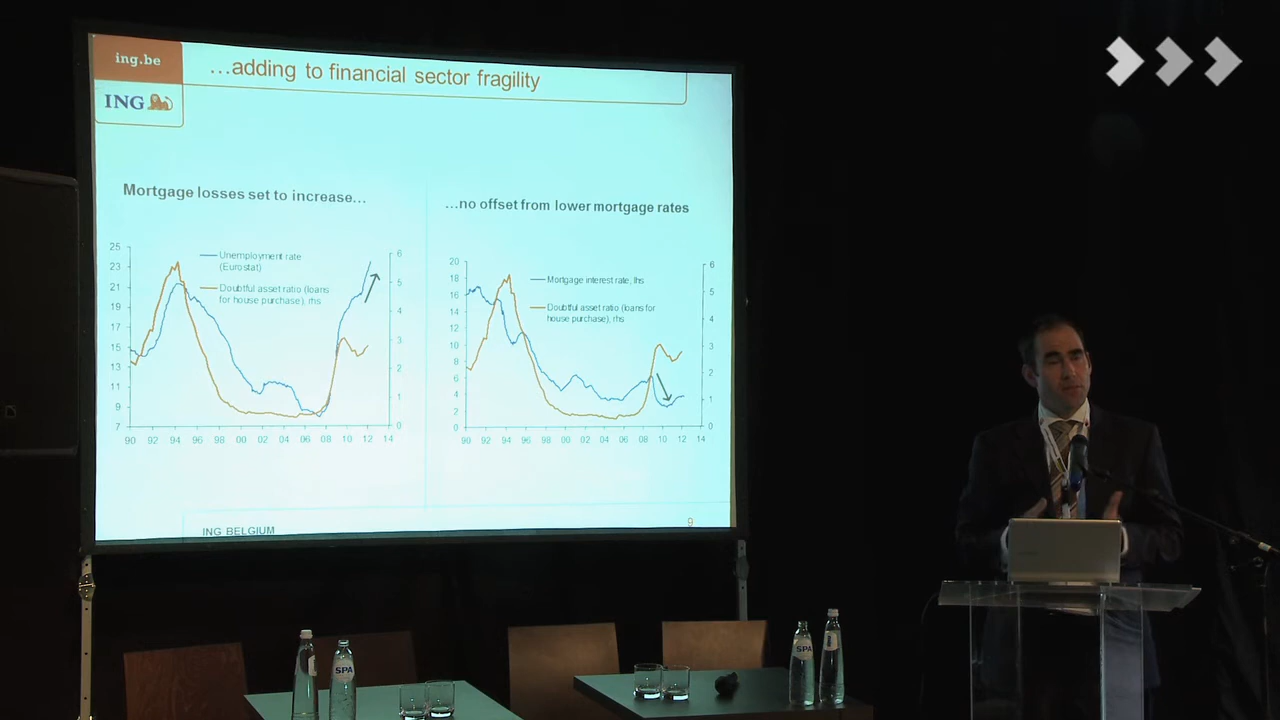 ing.be
ING
...adding to financial sector fragility
Mortgage losses set to increase...
25
23
21
19
17
15
13
11
9
7
Unemployment rate
(Eurostat)
Doubtful asset ratio (loans
for house purchase), rhs
6
5
4
3
2
1
0
90 92 94 96 98 00 02 04 06 08 10 12 14
...no offset from lower mortgage rates
20
18
16
14
12
10
8
6
4
2
0
Mortgage interest rate, lhs
Doubtful asset ratio (loans for
house purchase), rhs
6
5
4
3
2
1
0
90 92 94 96 98 00 02 04 06 08 10 12 14
ING BELGIUM
9
SPA
SPA